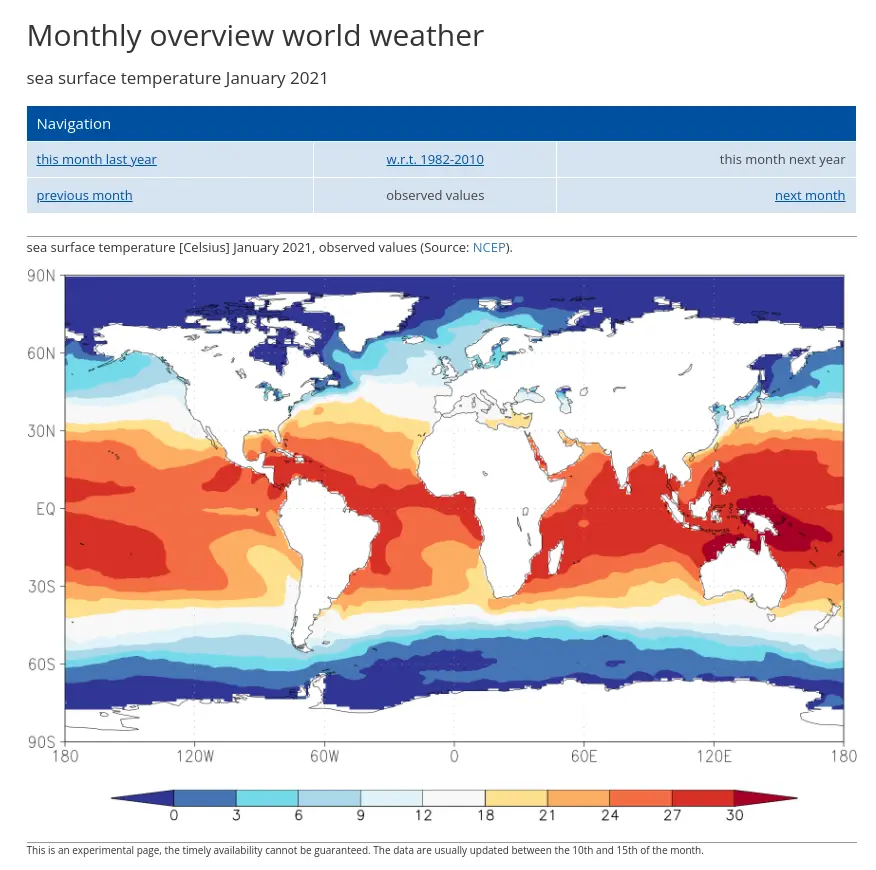 Monthly overview world weather
sea surface temperature January 2021
Navigation
this month last year w.r.t. 1982-2010 this month next year
previous month observed values next month
sea surface temperature [Celsius] January 2021, observed values (Source: NCEP).
90N
60N
30N
EQ
30S
60S
90S
180 120W 60W 0 60E 120E 180
0 3 6 9 12 18 21 24 27 30
This is an experimental page, the timely availability cannot be guaranteed. The data are usually updated between the 10th and 15th of the month.